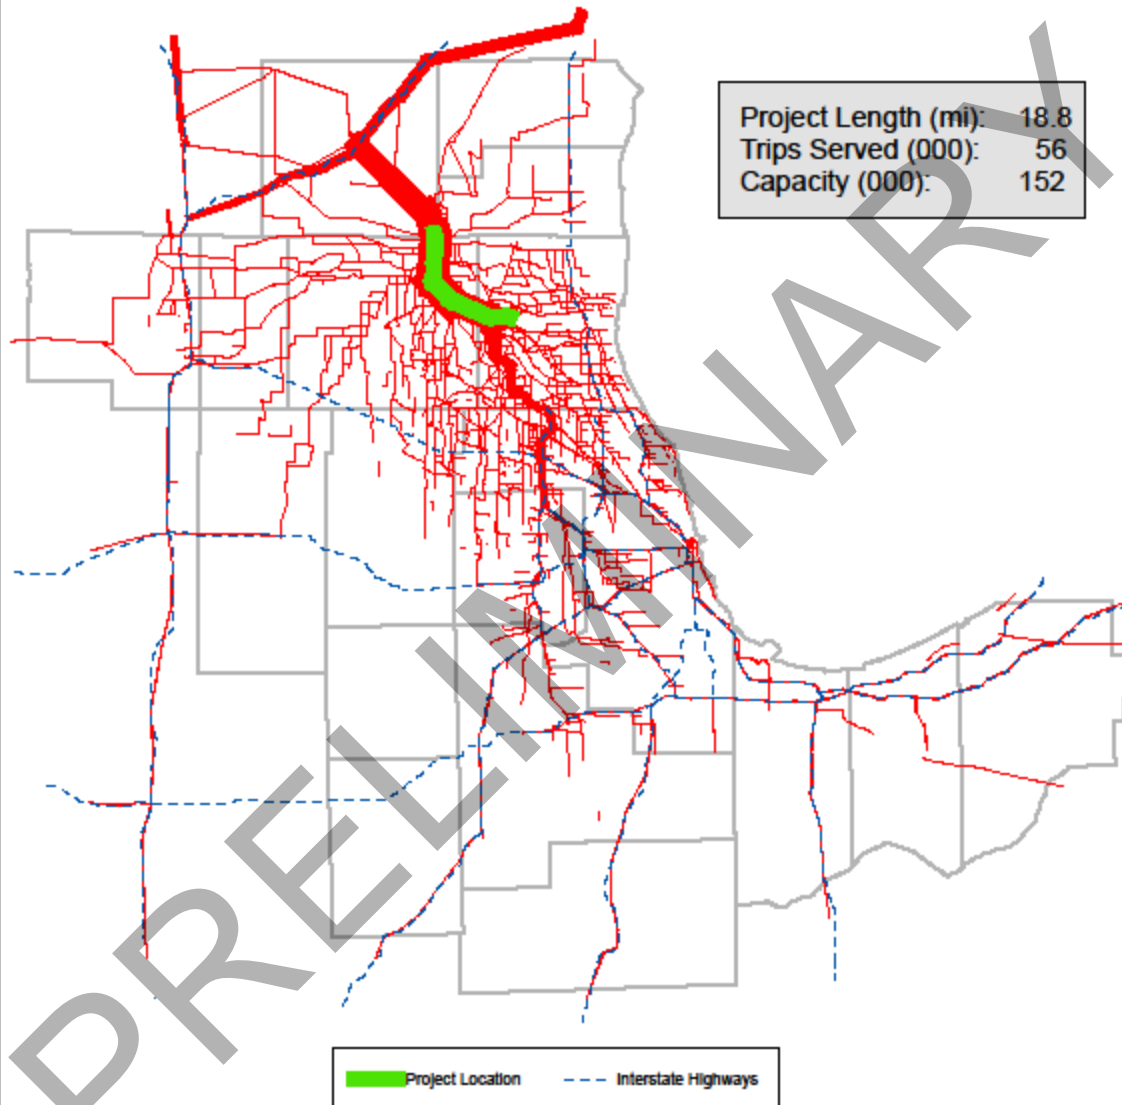 Project Length (mi): 18.8
Trips Served (000): 56
Capacity (000): 152
PRELIMINARY
Project Location Interstate Highways